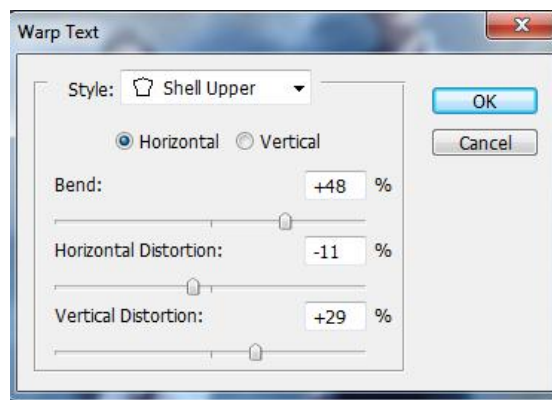 Warp Text
Style: Shell Upper
OK
Horizontal Vertical
Cancel
Bend: +48 %
Horizontal Distortion: -11 %
Vertical Distortion: +29 %